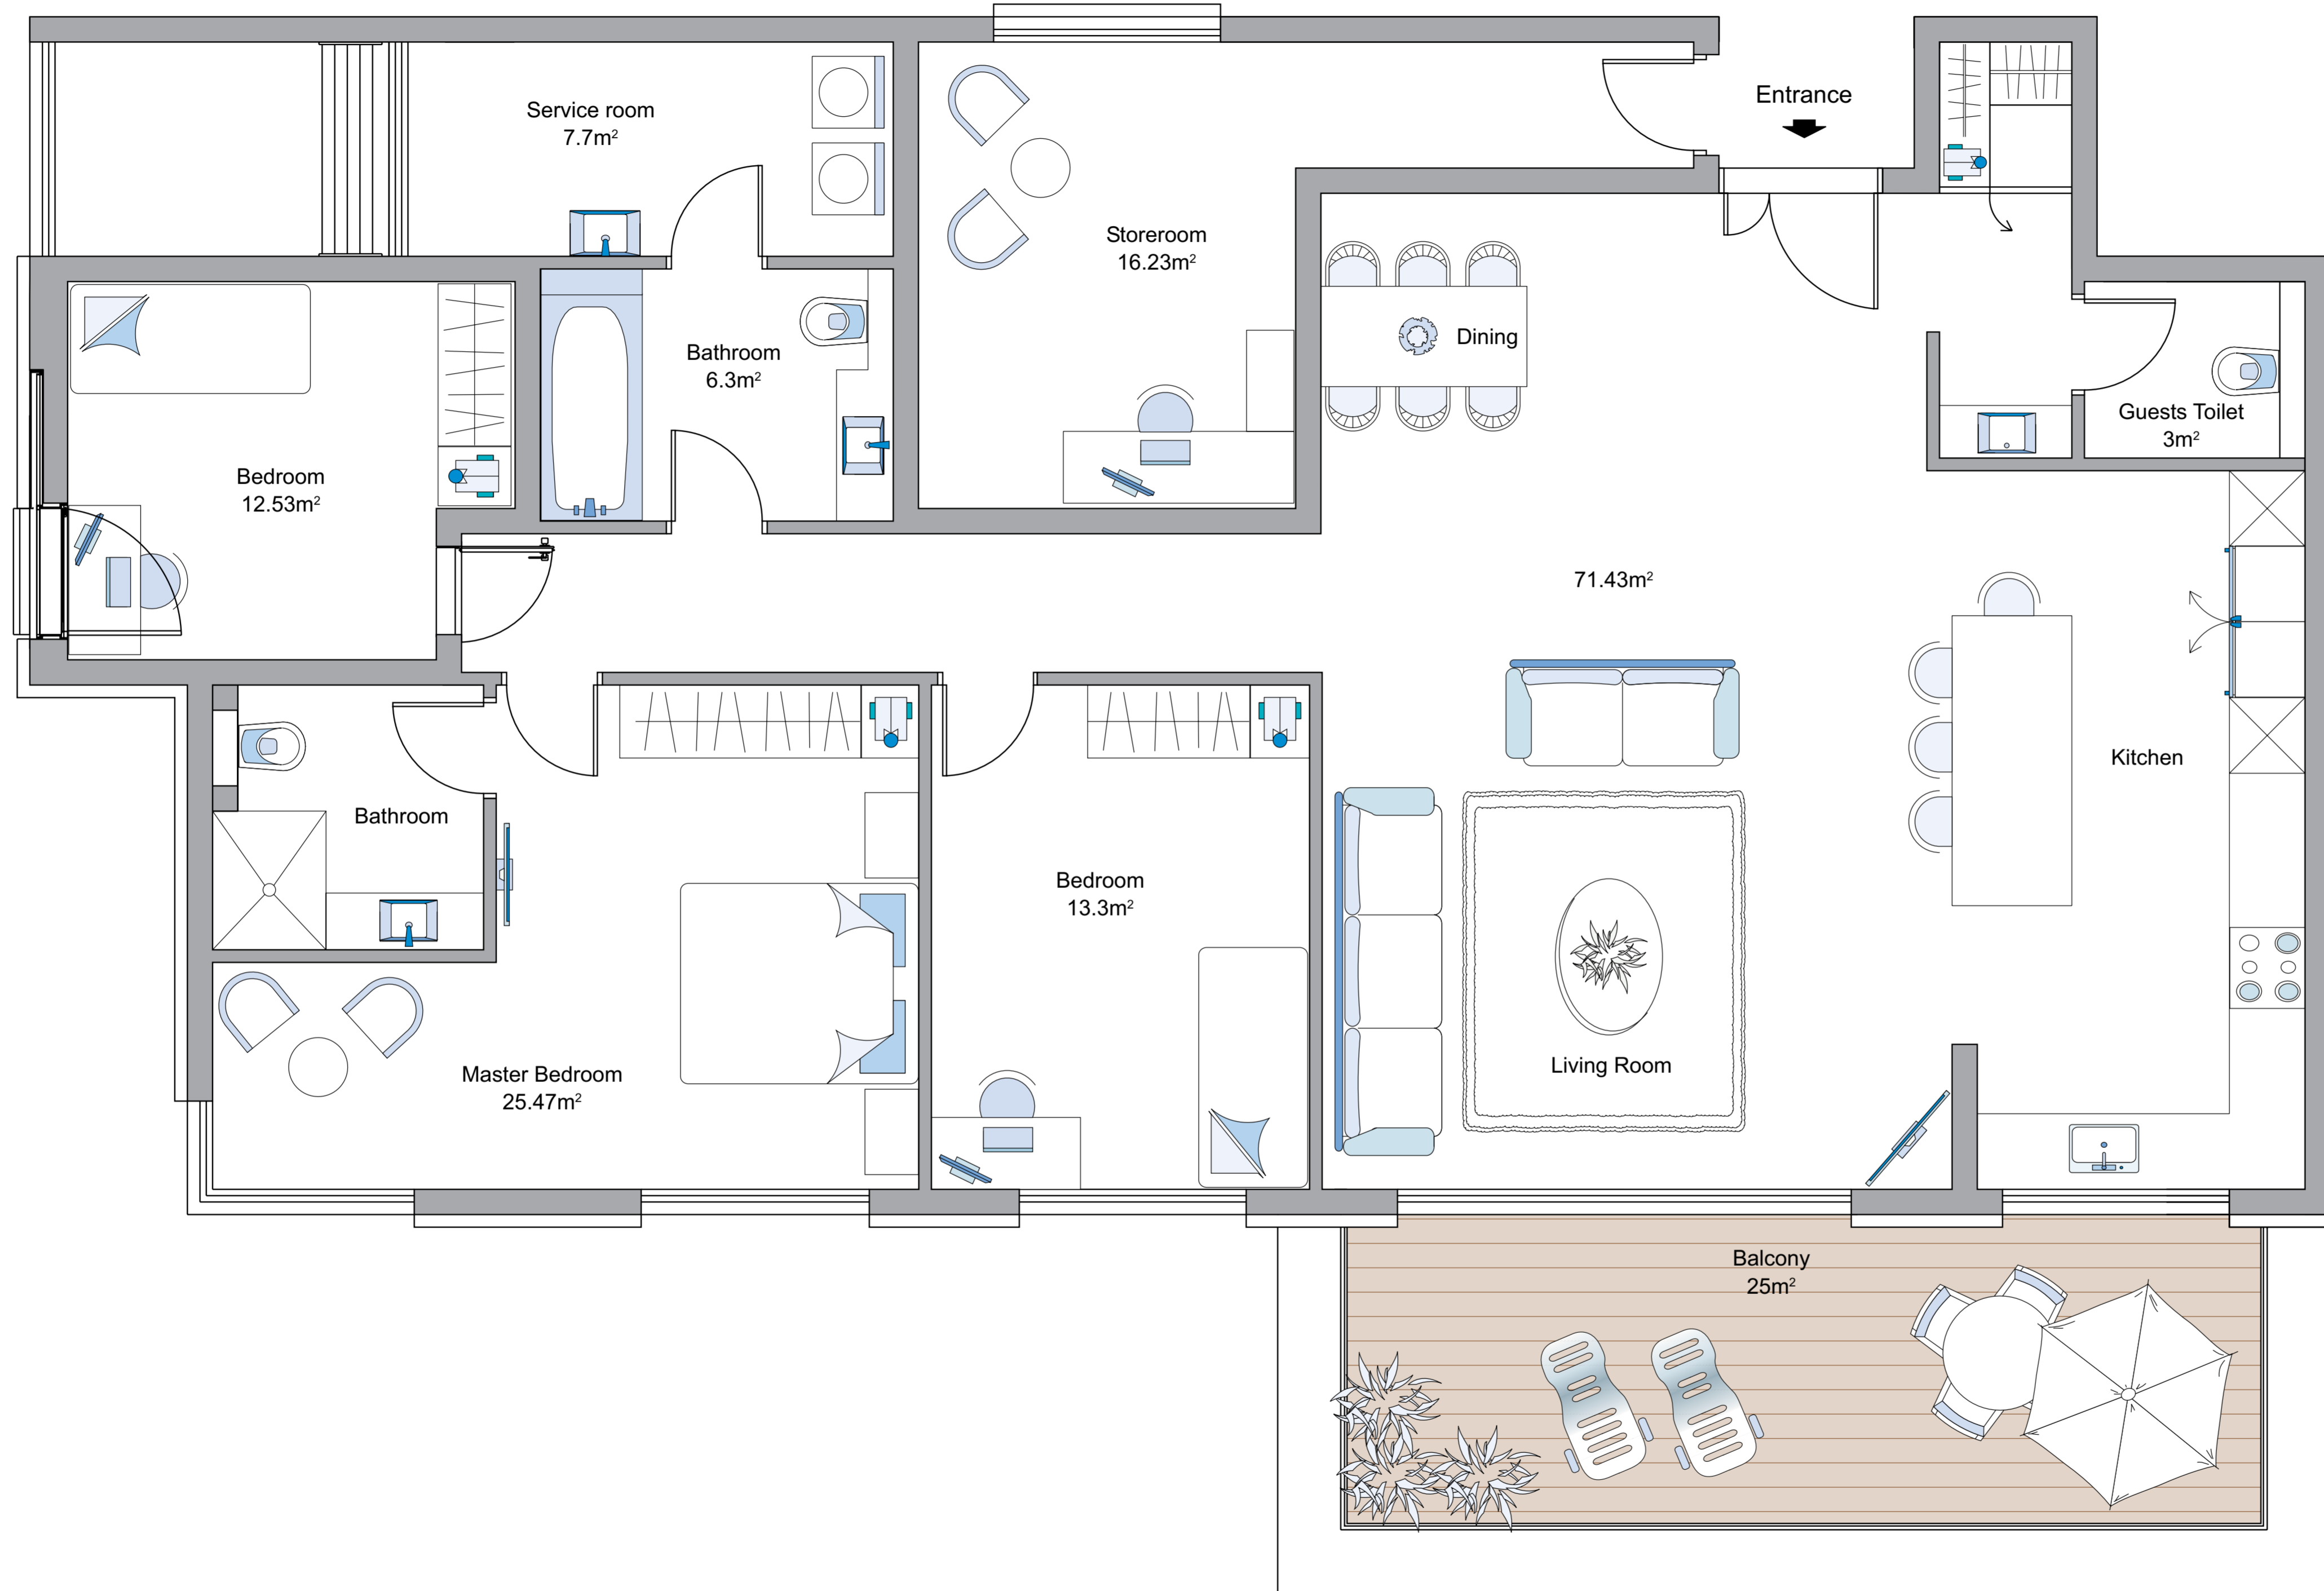 Entrance
Service room
7.7m²
Storeroom
16.23m²
Dining
Bathroom
6.3m²
Guests Toilet
3m²
Bedroom
12.53m²
71.43m²
Kitchen
Bathroom
Bedroom
13.3m²
Living Room
Master Bedroom
25.47m²
Balcony
25m²